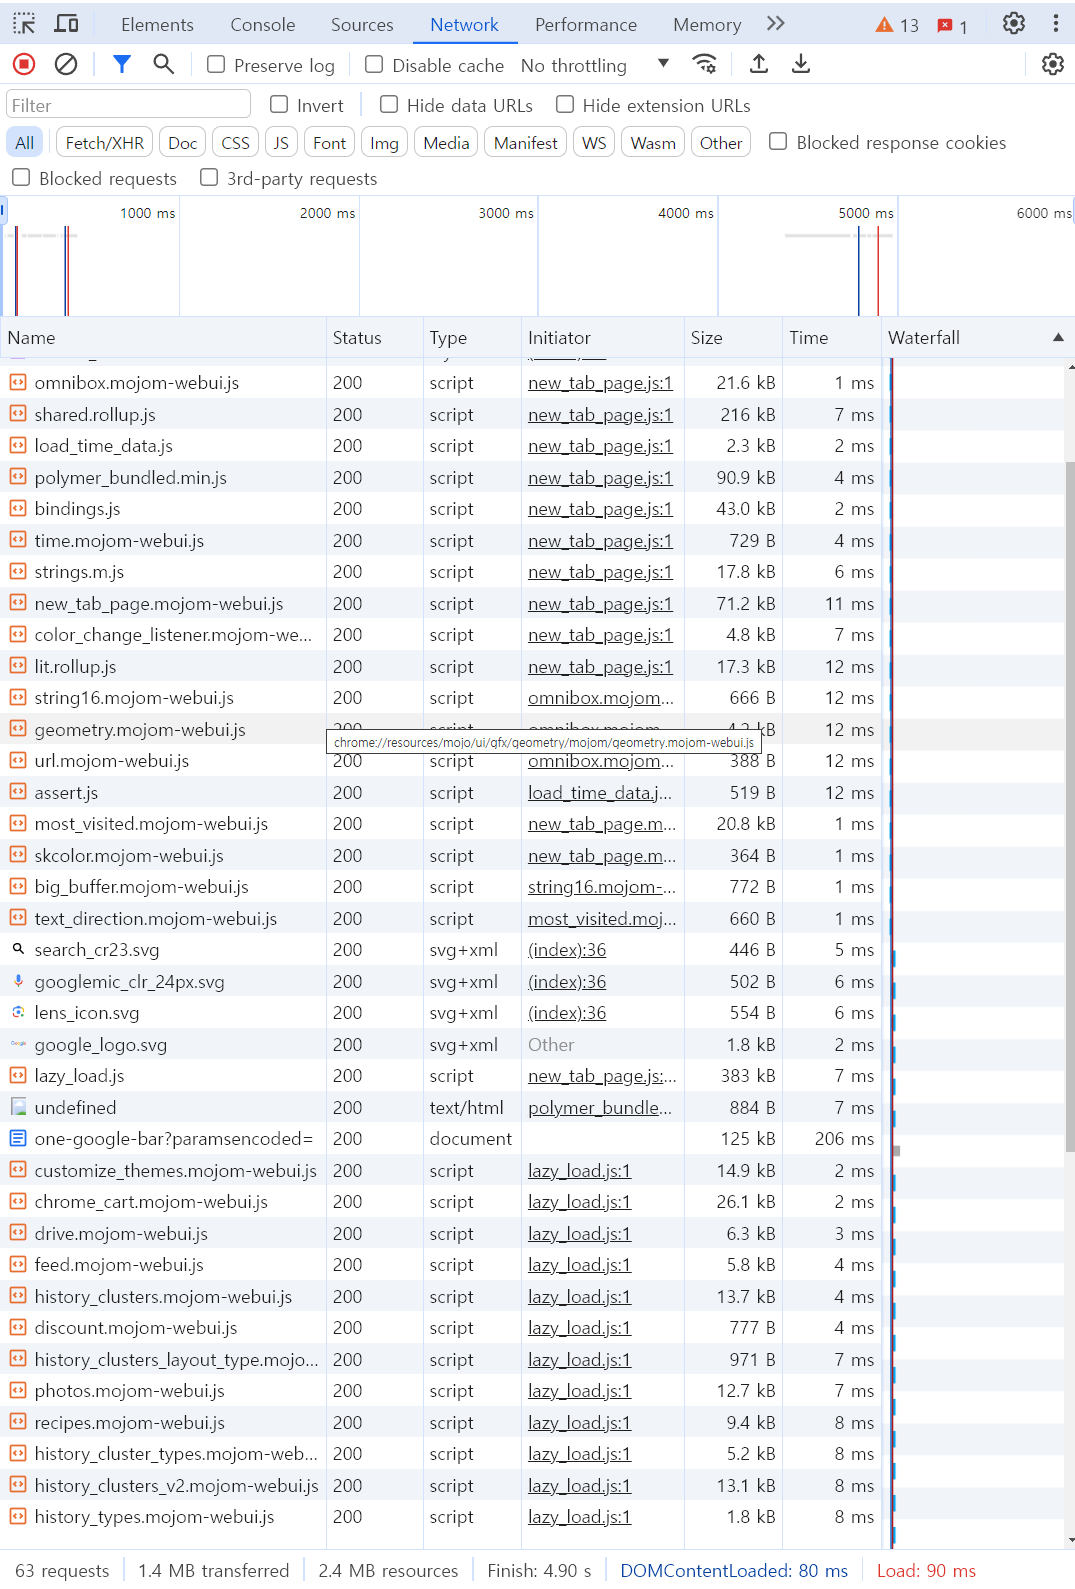 Elements Console Sources Network Performance Memory 13 1
Preserve log Disable cache No throttling
Filter Invert Hide data URLs Hide extension URLs
All Fetch/XHR Doc CSS JS Font Img Media Manifest WS Wasm Other Blocked response cookies
Blocked requests 3rd-party requests
1000 ms 2000 ms 3000 ms 4000 ms 5000 ms 6000 ms
Name Status Type Initiator Size Time Waterfall
omnibox.mojom-webui.js 200 script new_tab_page.js:1 21.6 kB 1 ms
shared.rollup.js 200 script new_tab_page.js:1 216 kB 7 ms
load_time_data.js 200 script new_tab_page.js:1 2.3 kB 2 ms
polymer_bundled.min.js 200 script new_tab_page.js:1 90.9 kB 4 ms
bindings.js 200 script new_tab_page.js:1 43.0 kB 2 ms
time.mojom-webui.js 200 script new_tab_page.js:1 729 B 4 ms
strings.m.js 200 script new_tab_page.js:1 17.8 kB 6 ms
new_tab_page.mojom-webui.js 200 script new_tab_page.js:1 71.2 kB 11 ms
color_change_listener.mojom-we... 200 script new_tab_page.js:1 4.8 kB 7 ms
lit.rollup.js 200 script new_tab_page.js:1 17.3 kB 12 ms
string16.mojom-webui.js 200 script omnibox.mojom... 666 B 12 ms
geometry.mojom-webui.js 200 script omnibox.mojom... 4.2 kB 12 ms
chrome://resources/mojo/ui/gfx/geometry/mojom/geometry.mojom-webui.js
url.mojom-webui.js 200 script omnibox.mojom... 388 B 12 ms
assert.js 200 script load_time_data.j... 519 B 12 ms
most_visited.mojom-webui.js 200 script new_tab_page.m... 20.8 kB 1 ms
skcolor.mojom-webui.js 200 script new_tab_page.m... 364 B 1 ms
big_buffer.mojom-webui.js 200 script string16.mojom-... 772 B 1 ms
text_direction.mojom-webui.js 200 script most_visited.moj... 660 B 1 ms
search_cr23.svg 200 svg+xml (index):36 446 B 5 ms
googlemic_clr_24px.svg 200 svg+xml (index):36 502 B 6 ms
lens_icon.svg 200 svg+xml (index):36 554 B 6 ms
google_logo.svg 200 svg+xml Other 1.8 kB 2 ms
lazy_load.js 200 script new_tab_page.js:... 383 kB 7 ms
undefined 200 text/html polymer_bundle... 884 B 7 ms
one-google-bar?paramsencoded= 200 document 125 kB 206 ms
customize_themes.mojom-webui.js 200 script lazy_load.js:1 14.9 kB 2 ms
chrome_cart.mojom-webui.js 200 script lazy_load.js:1 26.1 kB 2 ms
drive.mojom-webui.js 200 script lazy_load.js:1 6.3 kB 3 ms
feed.mojom-webui.js 200 script lazy_load.js:1 5.8 kB 4 ms
history_clusters.mojom-webui.js 200 script lazy_load.js:1 13.7 kB 4 ms
discount.mojom-webui.js 200 script lazy_load.js:1 777 B 4 ms
history_clusters_layout_type.mojo... 200 script lazy_load.js:1 971 B 7 ms
photos.mojom-webui.js 200 script lazy_load.js:1 12.7 kB 7 ms
recipes.mojom-webui.js 200 script lazy_load.js:1 9.4 kB 8 ms
history_cluster_types.mojom-web... 200 script lazy_load.js:1 5.2 kB 8 ms
history_clusters_v2.mojom-webui.js 200 script lazy_load.js:1 13.1 kB 8 ms
history_types.mojom-webui.js 200 script lazy_load.js:1 1.8 kB 8 ms
63 requests 1.4 MB transferred 2.4 MB resources Finish: 4.90 s DOMContentLoaded: 80 ms Load: 90 ms